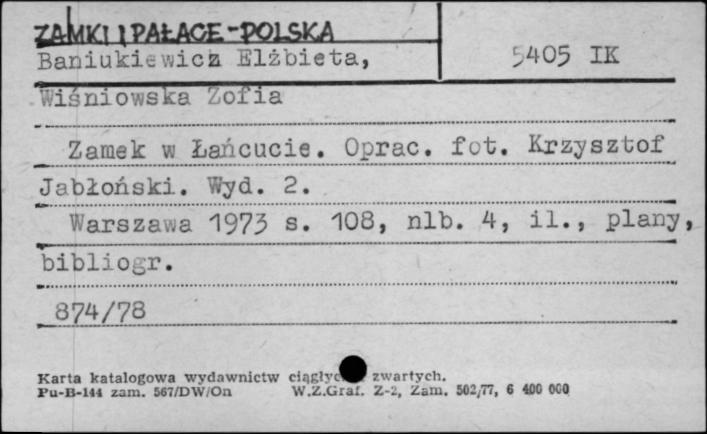 ZAMKI I PAŁACE-POLSKA
Baniukiewicz Elżbieta,
5405 IK
Wiśniowska Zofia
Zamek w Łańcucie. Oprac. fot. Krzysztof
Jabłoński. Wyd. 2.
Warszawa 1973 s. 108, nlb. 4, il., plany,
bibliogr.
874/78
Karta katalogowa wydawnictw zwartych.
Pu-B-144 zam. 567/DW/On W.Z.Graf. Z-2, Zam. 502/77, 6 400 000